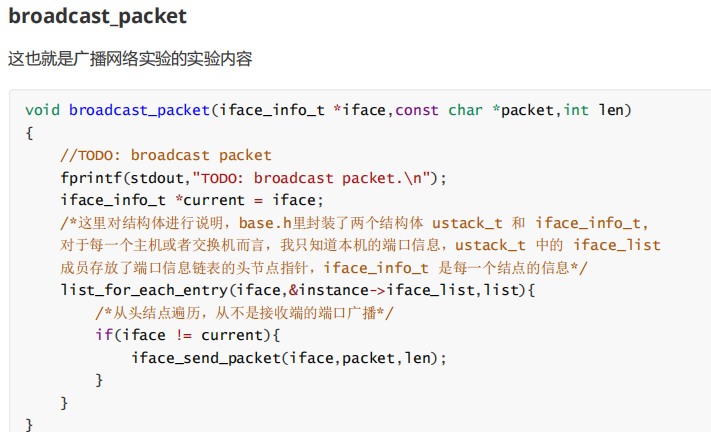 broadcast_packet
这也就是广播网络实验的实验内容
void broadcast_packet(iface_info_t *iface,const char *packet,int len)
{
    //TODO: broadcast packet
    fprintf(stdout,"TODO: broadcast packet.\n");
    iface_info_t *current = iface;
    /*这里对结构体进行说明，base.h里封装了两个结构体 ustack_t 和 iface_info_t,
    对于每一个主机或者交换机而言，我只知道本机的端口信息，ustack_t 中的 iface_list
    成员存放了端口信息链表的头节点指针，iface_info_t 是每一个结点的信息*/
    list_for_each_entry(iface,&instance->iface_list,list){
        /*从头结点遍历，从不是接收端的端口广播*/
        if(iface != current){
            iface_send_packet(iface,packet,len);
        }
    }
}